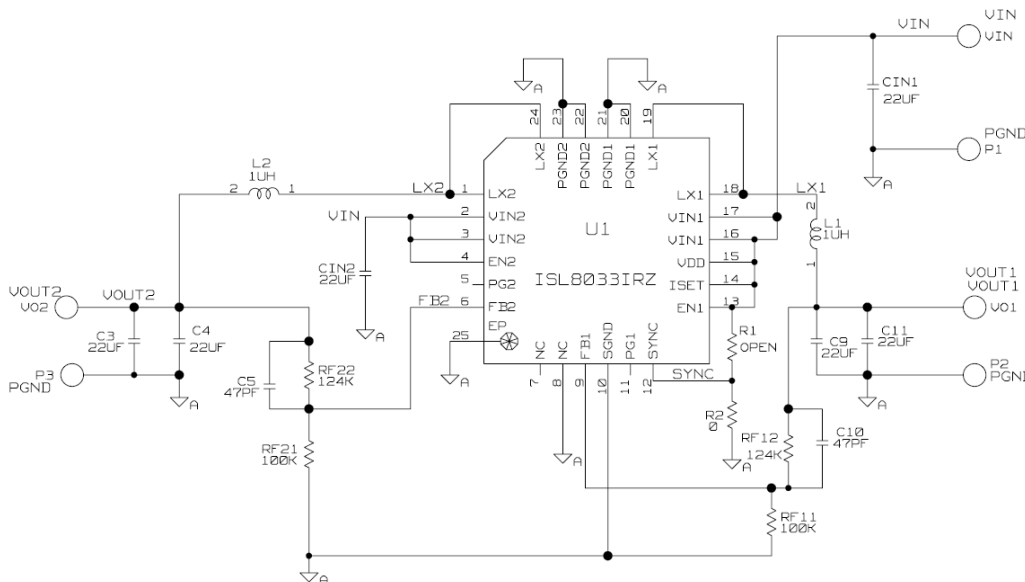 VIN
VIN
VIN
CIN1
22UF
PGND
P1
A
A
A
24
23
22
21
20
19
LX2
PGND2
PGND2
PGND1
PGND1
LX1
L2
1UH
2
1
LX2
1
LX2
LX1
18
LX1
2
VIN
2
VIN2
VIN1
17
U1
L1
1UH
3
VIN2
VIN1
16
1
CIN2
22UF
4
EN2
VDD
15
5
PG2
ISL8033IRZ
ISET
14
VOUT2
VO2
VOUT2
FB2
6
FB2
EN1
13
VOUT1
VOUT1
VO1
A
25
EP
A
C3
22UF
C4
22UF
NC
NC
FB1
SGND
PG1
SYNC
7
8
9
10
11
12
SYNC
R1
OPEN
C9
22UF
C11
22UF
P3
PGND
P2
PGND
A
A
C5
47PF
RF22
124K
R2
0
A
RF12
124K
C10
47PF
RF21
100K
A
RF11
100K
A